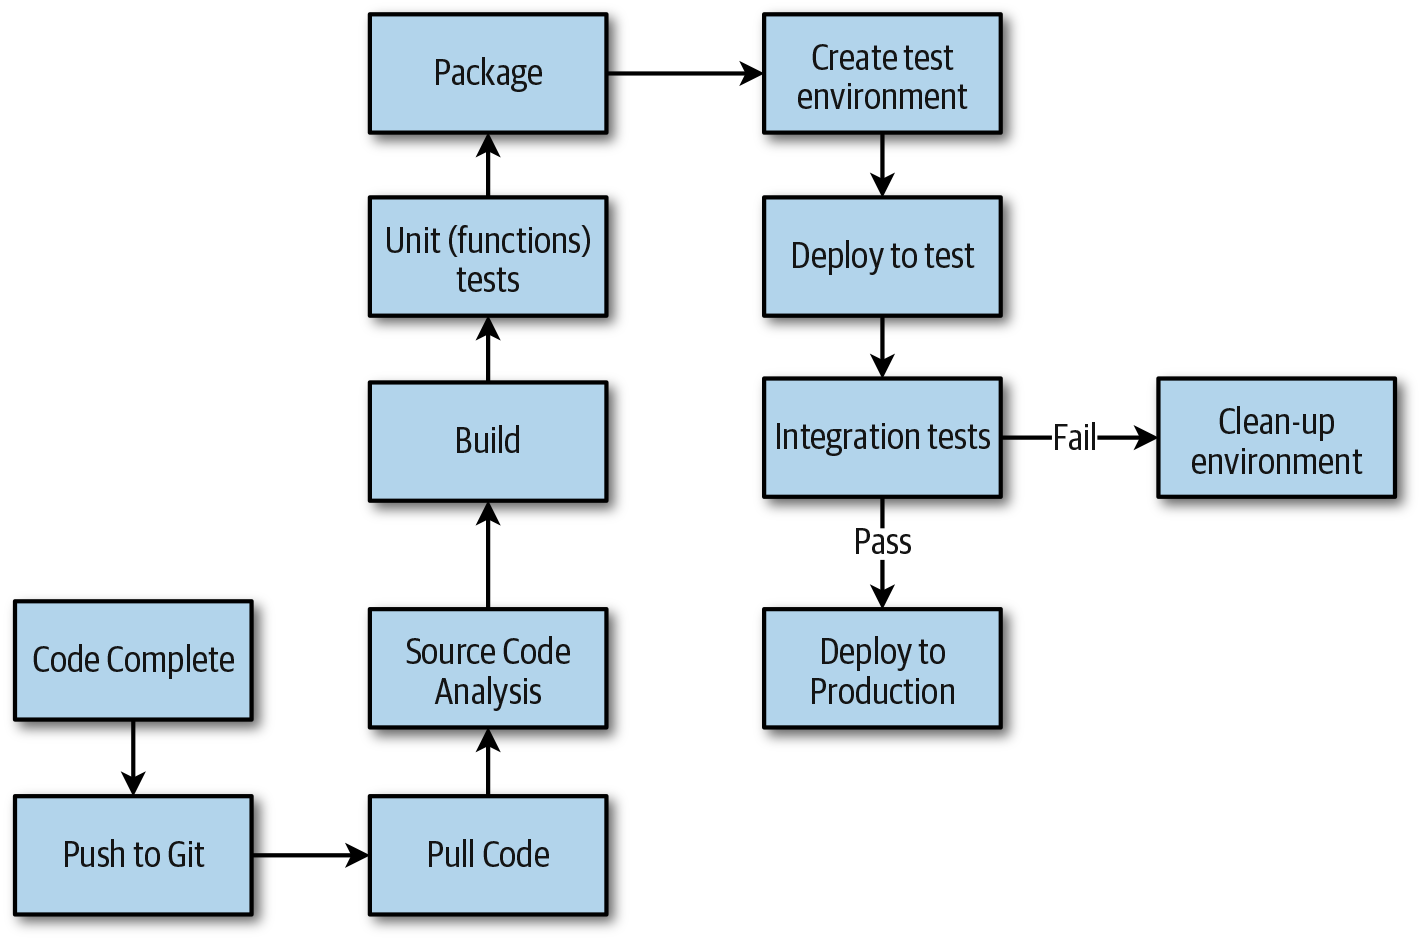 Package
Create test
environment
Unit (functions)
tests
Deploy to test
Build
Integration tests
Fail
Clean-up
environment
Pass
Code Complete
Source Code
Analysis
Deploy to
Production
Push to Git
Pull Code